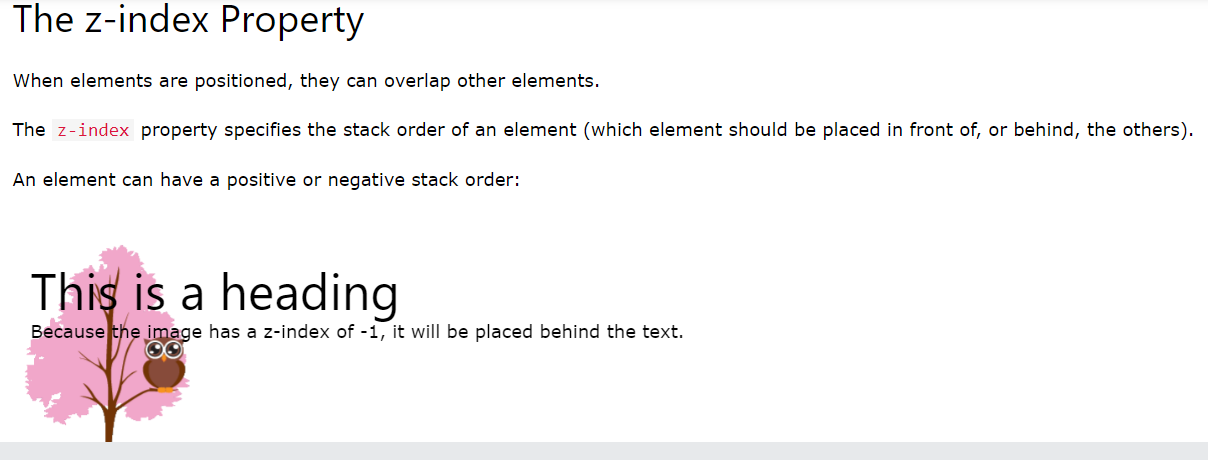 The z-index Property
When elements are positioned, they can overlap other elements.
The z-index property specifies the stack order of an element (which element should be placed in front of, or behind, the others).
An element can have a positive or negative stack order:
This is a heading
Because the image has a z-index of -1, it will be placed behind the text.